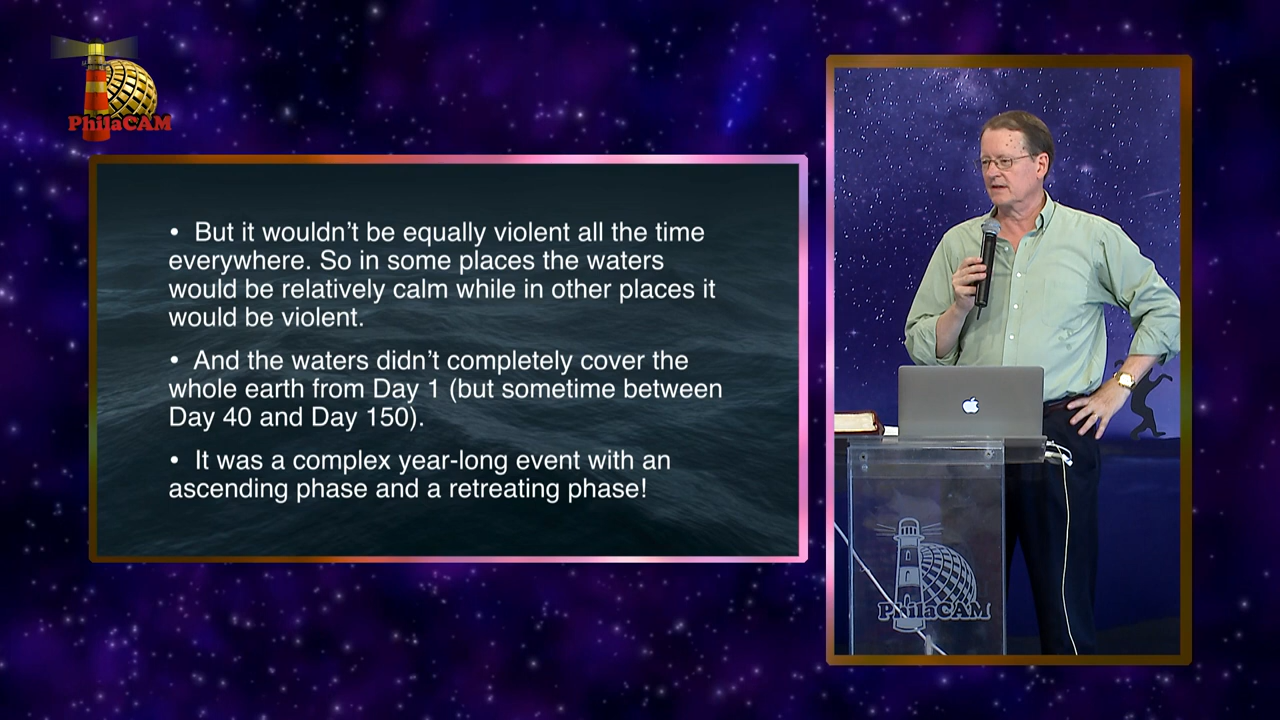 PhilaCAM
• But it wouldn't be equally violent all the time
everywhere. So in some places the waters
would be relatively calm while in other places it
would be violent.
• And the waters didn't completely cover the
whole earth from Day 1 (but sometime between
Day 40 and Day 150).
• It was a complex year-long event with an
ascending phase and a retreating phase!
PhilaCAM